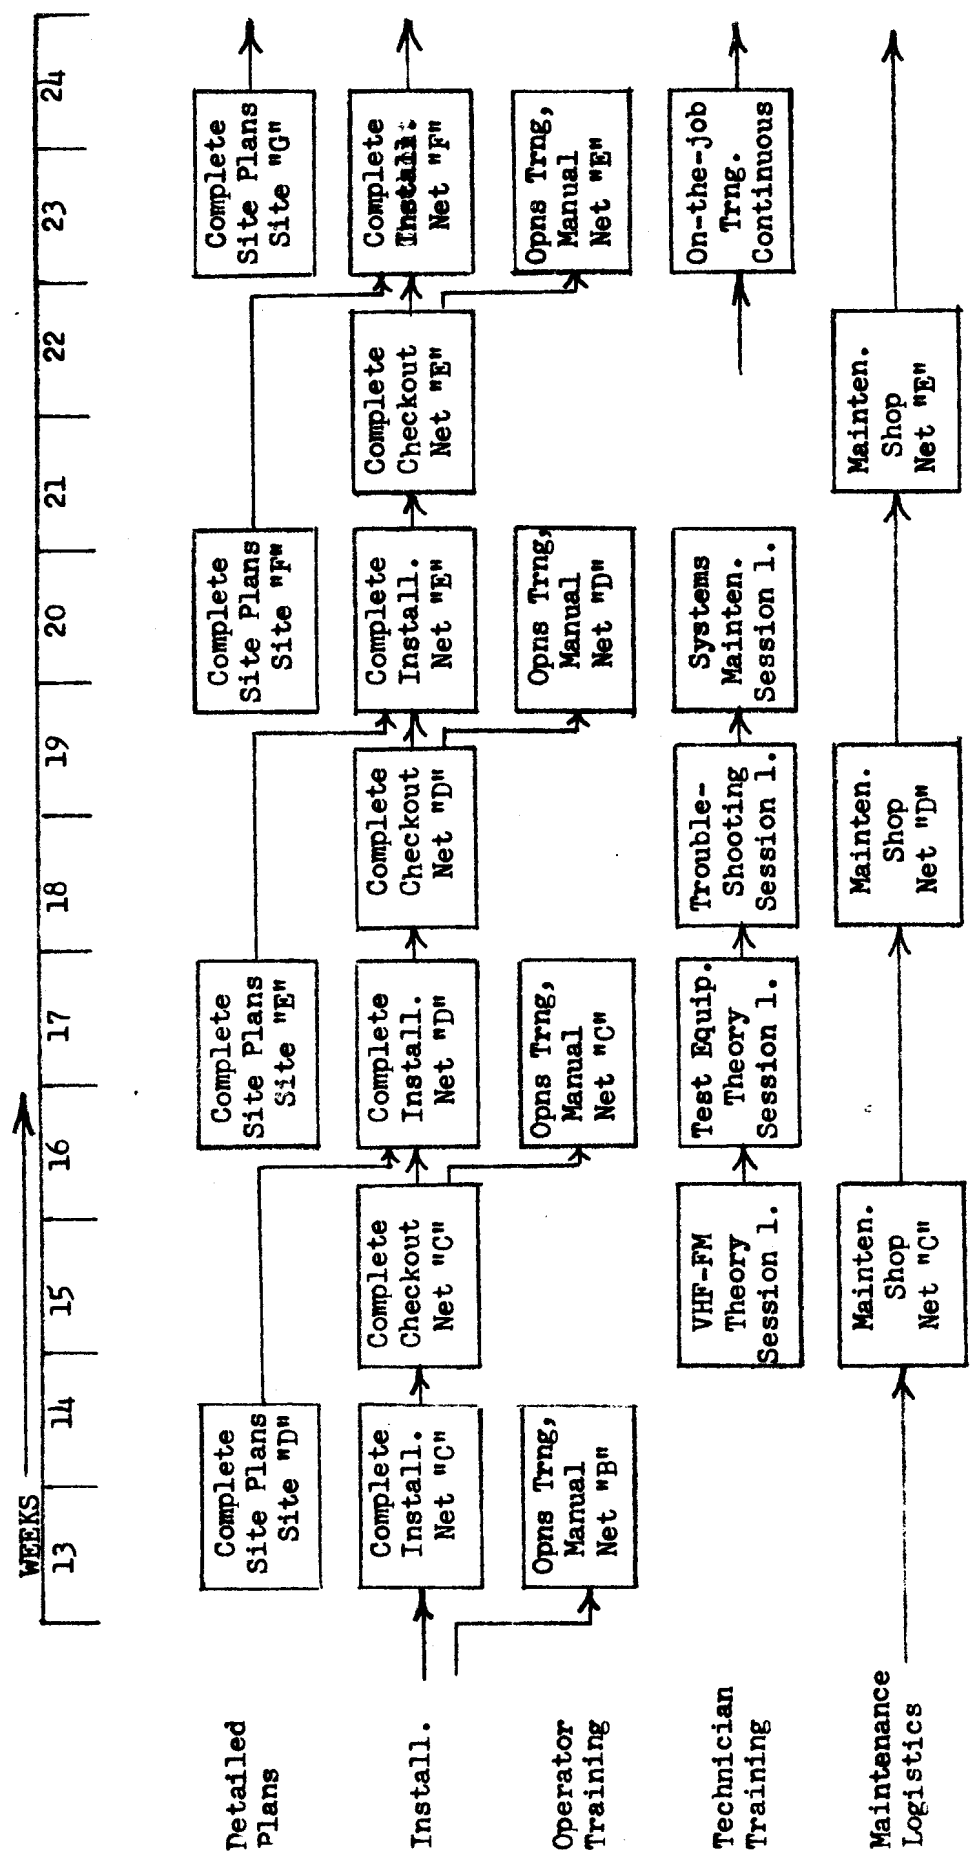 WEEKS
13 14 15 16 17 18 19 20 21 22 23 24
Detailed
Plans
Complete
Site Plans
Site "D"
Complete
Site Plans
Site "E"
Complete
Site Plans
Site "F"
Complete
Site Plans
Site "G"
Install.
Complete
Install.
Net "C"
Complete
Checkout
Net "C"
Complete
Install.
Net "D"
Complete
Checkout
Net "D"
Complete
Install.
Net "E"
Complete
Checkout
Net "E"
Complete
Install.
Net "F"
Operator
Training
Opns Trng,
Manual
Net "B"
Opns Trng,
Manual
Net "C"
Opns Trng,
Manual
Net "D"
Opns Trng,
Manual
Net "E"
Technician
Training
VHF-FM
Theory
Session 1.
Test Equip.
Theory
Session 1.
Trouble-
Shooting
Session 1.
Systems
Mainten.
Session 1.
On-the-job
Trng.
Continuous
Maintenance
Logistics
Mainten.
Shop
Net "C"
Mainten.
Shop
Net "D"
Mainten.
Shop
Net "E"